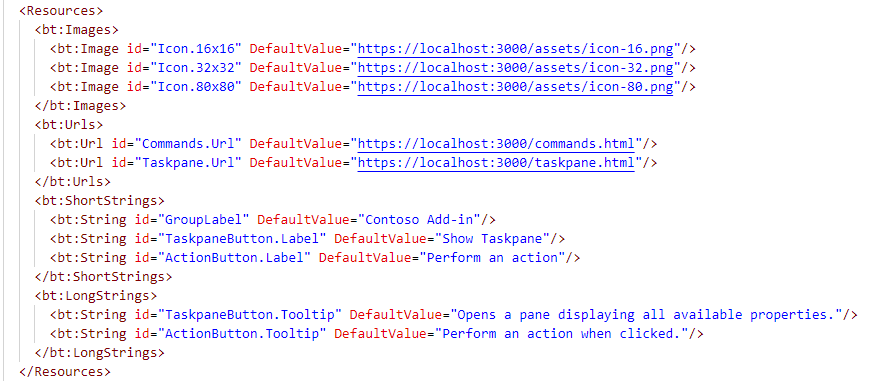 <Resources>
<bt:Images>
<bt:Image id="Icon.16x16" DefaultValue="https://localhost:3000/assets/icon-16.png"/>
<bt:Image id="Icon.32x32" DefaultValue="https://localhost:3000/assets/icon-32.png"/>
<bt:Image id="Icon.80x80" DefaultValue="https://localhost:3000/assets/icon-80.png"/>
</bt:Images>
<bt:Urls>
<bt:Url id="Commands.Url" DefaultValue="https://localhost:3000/commands.html"/>
<bt:Url id="Taskpane.Url" DefaultValue="https://localhost:3000/taskpane.html"/>
</bt:Urls>
<bt:ShortStrings>
<bt:String id="GroupLabel" DefaultValue="Contoso Add-in"/>
<bt:String id="TaskpaneButton.Label" DefaultValue="Show Taskpane"/>
<bt:String id="ActionButton.Label" DefaultValue="Perform an action"/>
</bt:ShortStrings>
<bt:LongStrings>
<bt:String id="TaskpaneButton.Tooltip" DefaultValue="Opens a pane displaying all available properties."/>
<bt:String id="ActionButton.Tooltip" DefaultValue="Perform an action when clicked."/>
</bt:LongStrings>
</Resources>